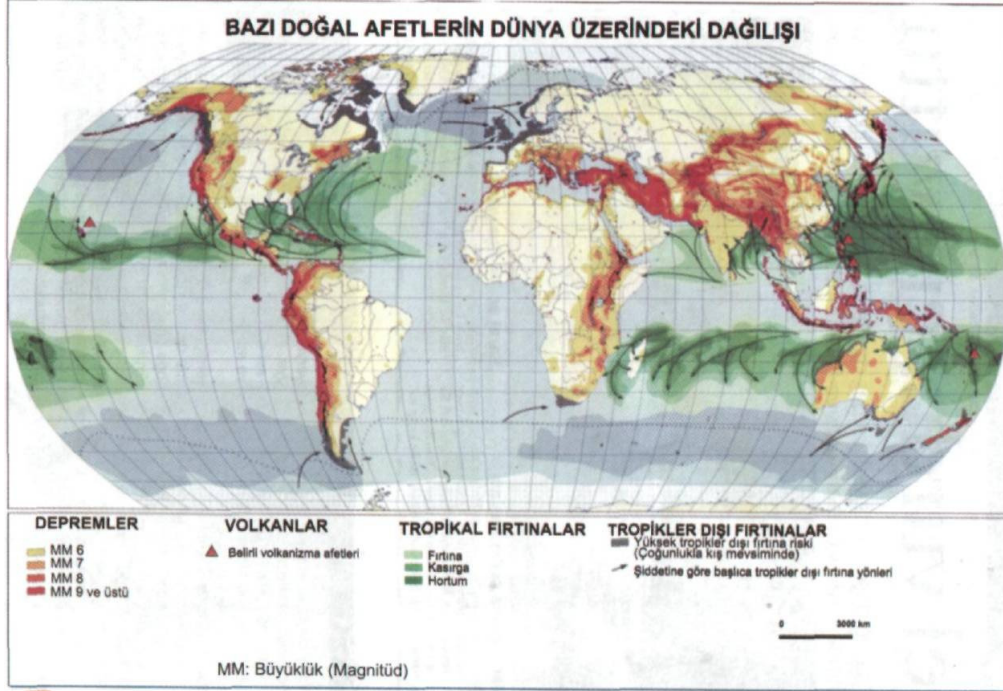 BAZI DOĞAL AFETLERİN DÜNYA ÜZERİNDEKİ DAĞILIŞI
DEPREMLER
MM 6
MM 7
MM 8
MM 9 ve üstü
VOLKANLAR
Belirli volkanizma afetleri
TROPİKAL FIRTINALAR
Fırtına
Kasırga
Hortum
TROPİKLER DIŞI FIRTINALAR
Yüksek tropikler dışı fırtına riski
(Çoğunlukla kış mevsiminde)
Şiddetine göre başlıca tropikler dışı fırtına yönleri
0 3000 km
MM: Büyüklük (Magnitüd)